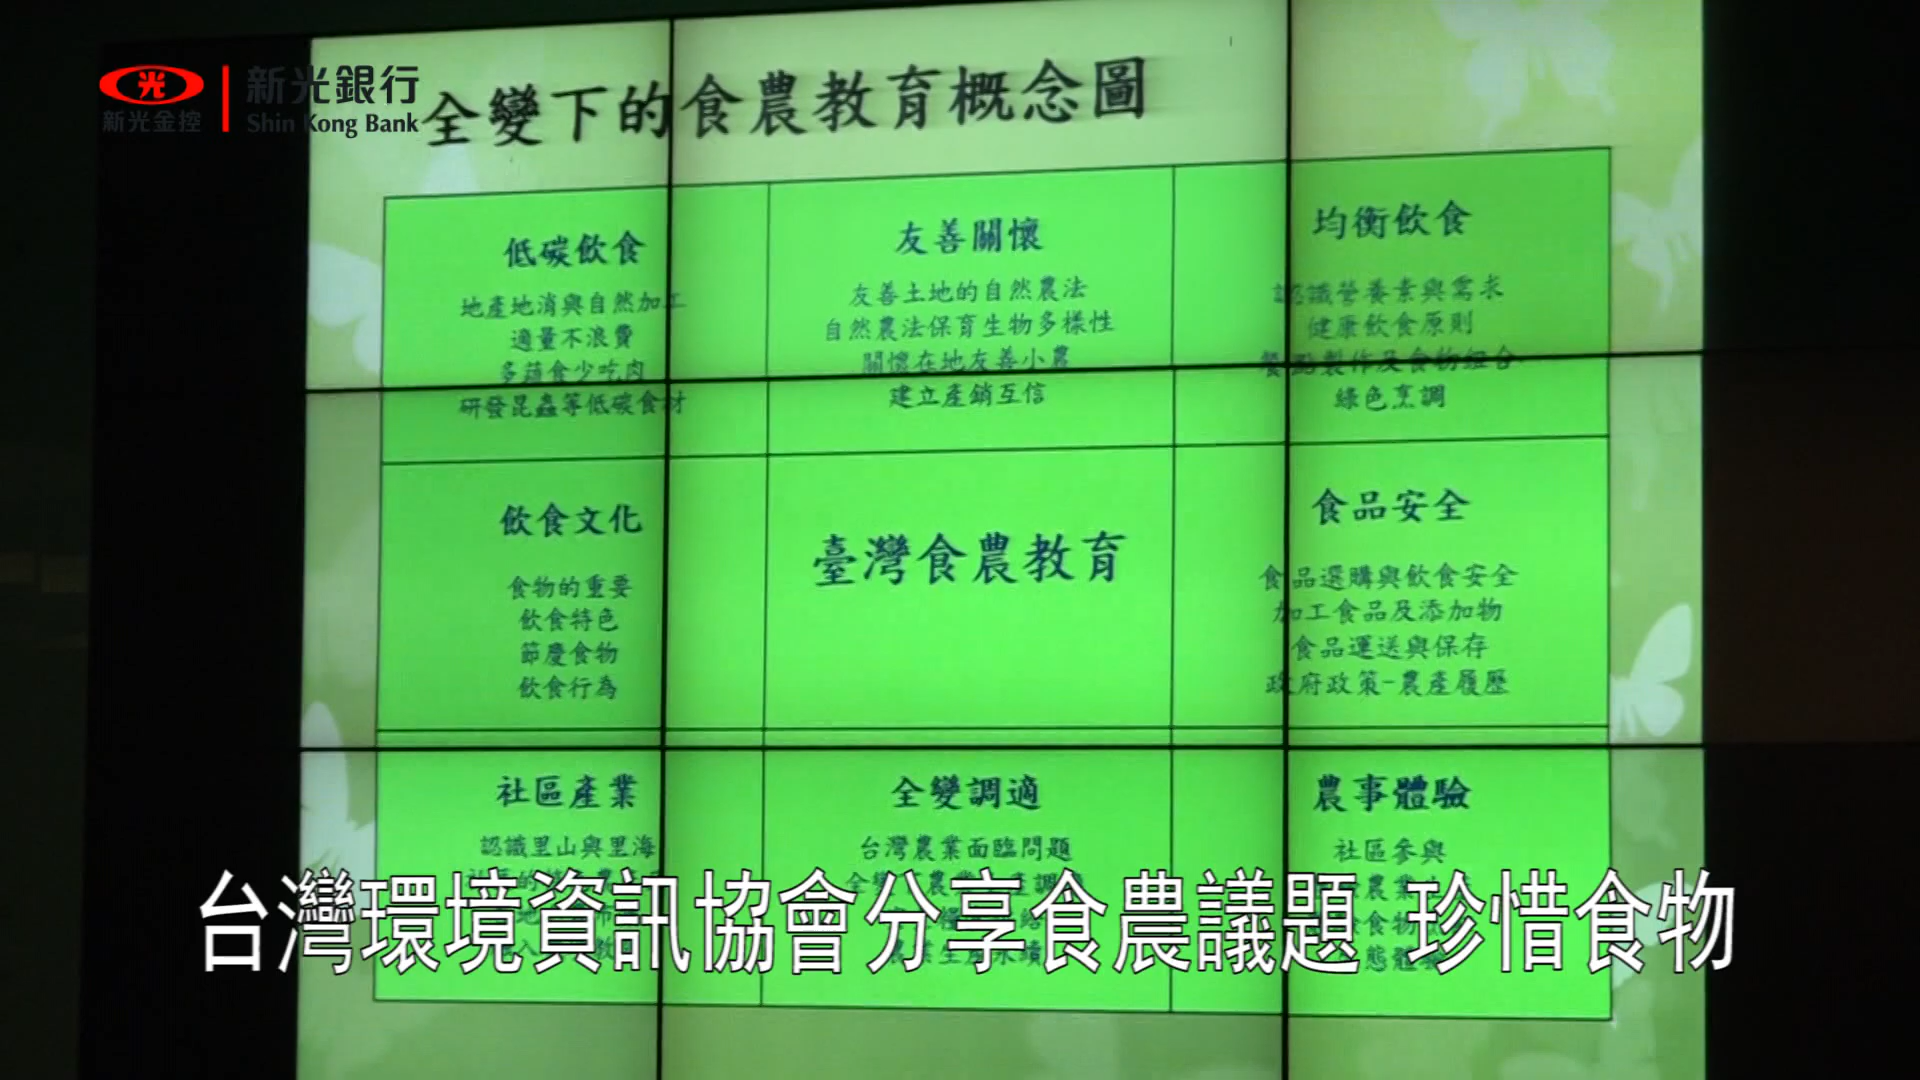 新光金控
新光銀行
Shin Kong Bank
全變下的食農教育概念圖
低碳飲食
地產地消與自然加工
適量不浪費
多蔬食少吃肉
研發昆蟲等低碳食材
友善關懷
友善土地的自然農法
自然農法保育生物多樣性
關懷在地友善小農
建立產銷互信
均衡飲食
認識營養素與需求
健康飲食原則
餐點製作及食物組合
綠色烹調
飲食文化
食物的重要
飲食特色
節慶食物
飲食行為
臺灣食農教育
食品安全
食品選購與飲食安全
加工食品及添加物
食品運送與保存
政府政策-農產履歷
社區產業
認識里山與里海
全變調適
台灣農業面臨問題
農事體驗
社區參與
台灣環境資訊協會分享食農議題 珍惜食物